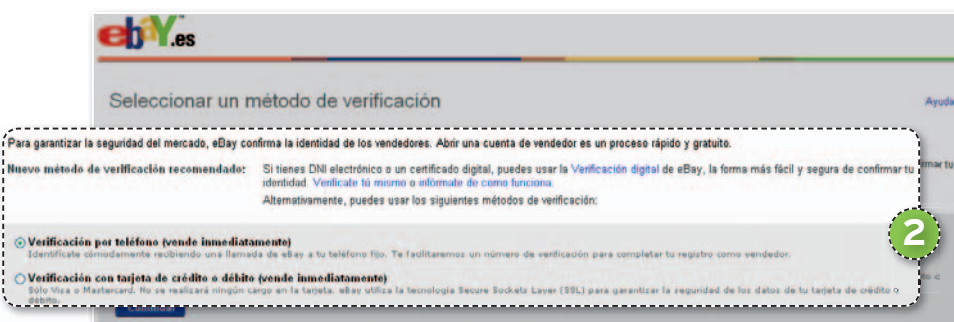 ebaY.es
Seleccionar un método de verificación
Ayuda
Para garantizar la seguridad del mercado, eBay confirma la identidad de los vendedores. Abrir una cuenta de vendedor es un proceso rápido y gratuito.
Nuevo método de verificación recomendado: Si tienes DNI electrónico o un certificado digital, puedes usar la Verificación digital de eBay, la forma más fácil y segura de confirmar tu
identidad. Verifícate tú mismo o infórmate de como funciona.
Alternativamente, puedes usar los siguientes métodos de verificación:
Verificación por teléfono (vende inmediatamente)
Identifícate cómodamente recibiendo una llamada de eBay a tu teléfono fijo. Te facilitaremos un número de verificación para completar tu registro como vendedor.
2
Verificación con tarjeta de crédito o débito (vende inmediatamente)
Sólo Visa o Mastercard. No se realizará ningún cargo en la tarjeta. eBay utiliza la tecnología Secure Sockets Layer (SSL) para garantizar la seguridad de los datos de tu tarjeta de crédito o
débito.
Continuar